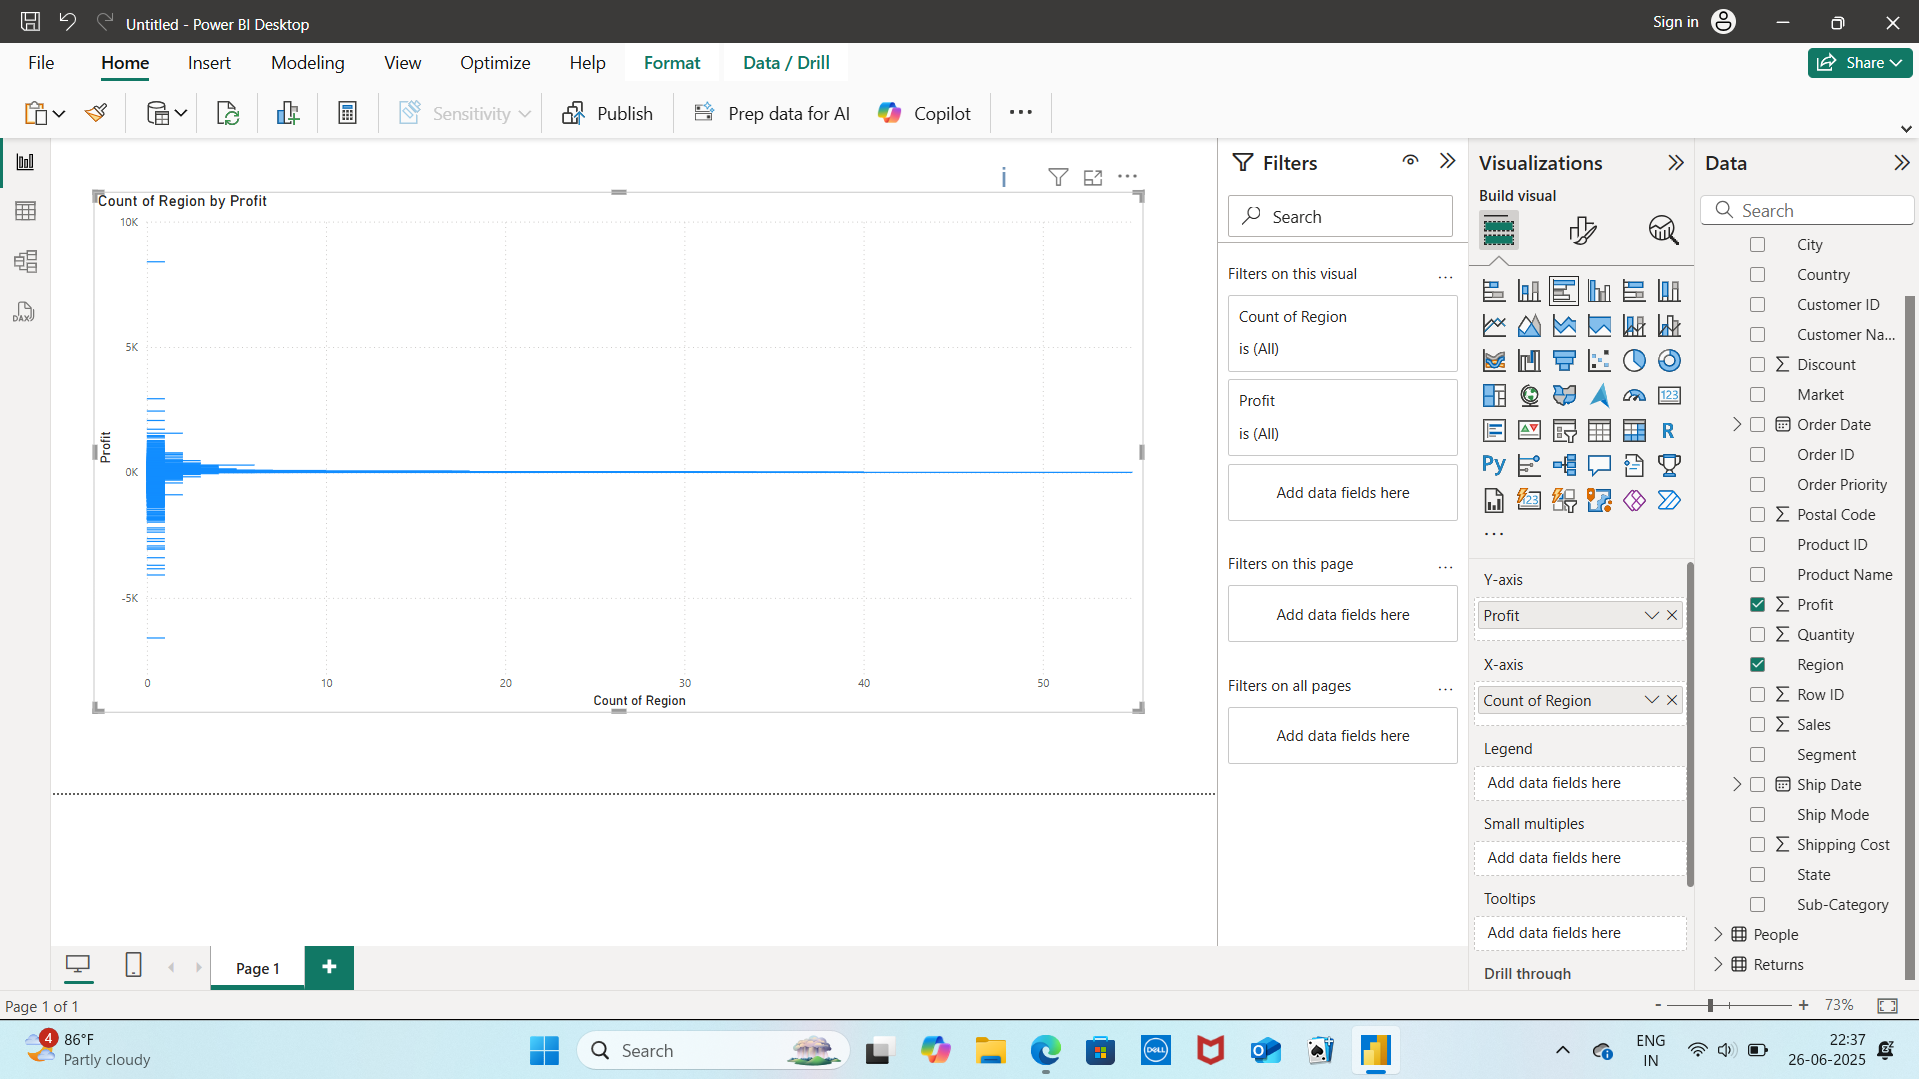 Untitled - Power BI Desktop
Sign in
File Home Insert Modeling View Optimize Help Format Data / Drill
Share
Sensitivity
Publish
Prep data for AI
Copilot
Count of Region by Profit
10K
5K
0K
-5K
Profit
0 10 20 30 40 50
Count of Region
Filters
Search
Filters on this visual
Count of Region
is (All)
Profit
is (All)
Add data fields here
Filters on this page
Add data fields here
Filters on all pages
Add data fields here
Visualizations
Build visual
123
R
Py
123
Y-axis
Profit
X-axis
Count of Region
Legend
Add data fields here
Small multiples
Add data fields here
Tooltips
Add data fields here
Drill through
Data
Search
City
Country
Customer ID
Customer Na...
Discount
Market
Order Date
Order ID
Order Priority
Postal Code
Product ID
Product Name
Profit
Quantity
Region
Row ID
Sales
Segment
Ship Date
Ship Mode
Shipping Cost
State
Sub-Category
People
Returns
DAX
Page 1
Page 1 of 1
- + 73%
4
86°F
Partly cloudy
Search
DELL
ENG
IN
22:37
26-06-2025